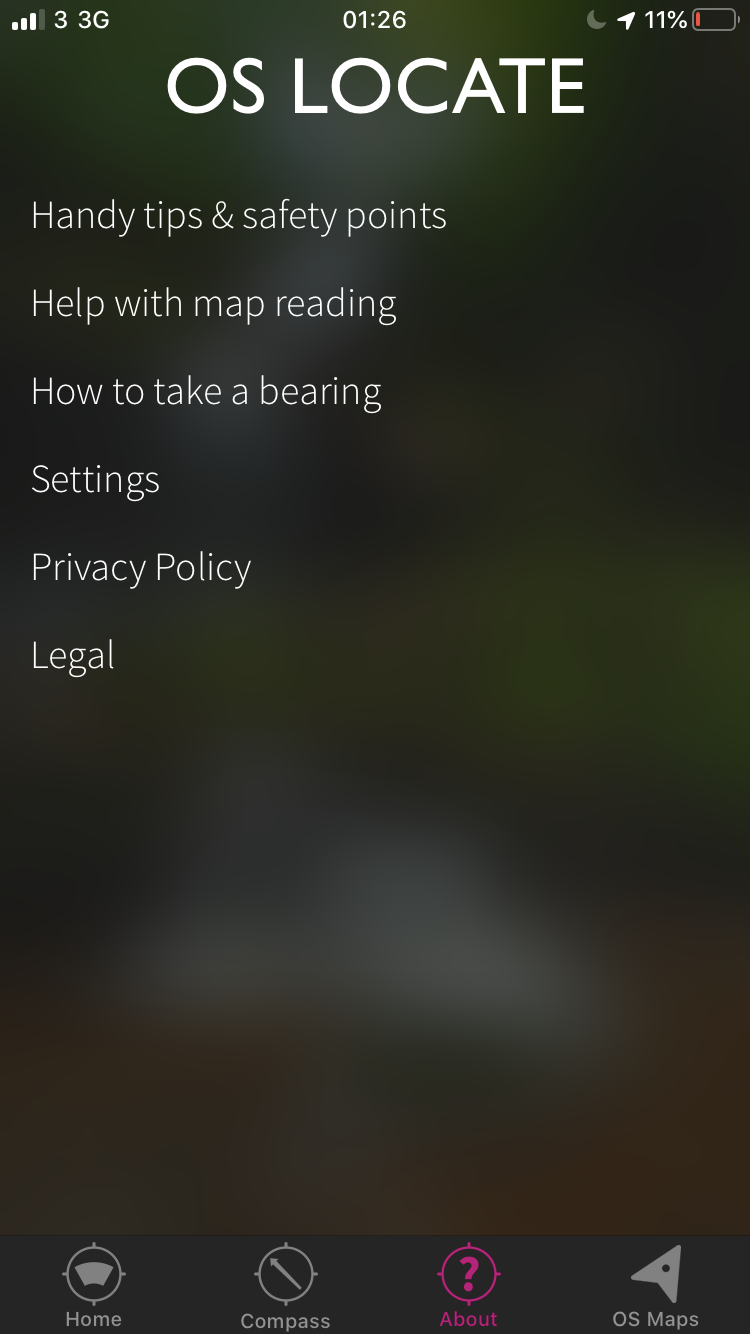 3 3G 01:26 11%
OS LOCATE
Handy tips & safety points
Help with map reading
How to take a bearing
Settings
Privacy Policy
Legal
?
Home Compass About OS Maps